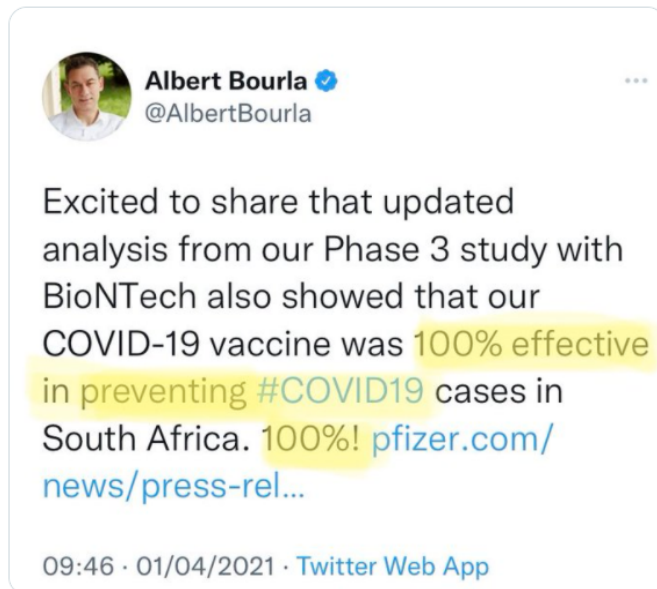 Albert Bourla
@AlbertBourla
Excited to share that updated
analysis from our Phase 3 study with
BioNTech also showed that our
COVID-19 vaccine was 100% effective
in preventing #COVID19 cases in
South Africa. 100%! pfizer.com/
news/press-rel...
09:46 · 01/04/2021 · Twitter Web App